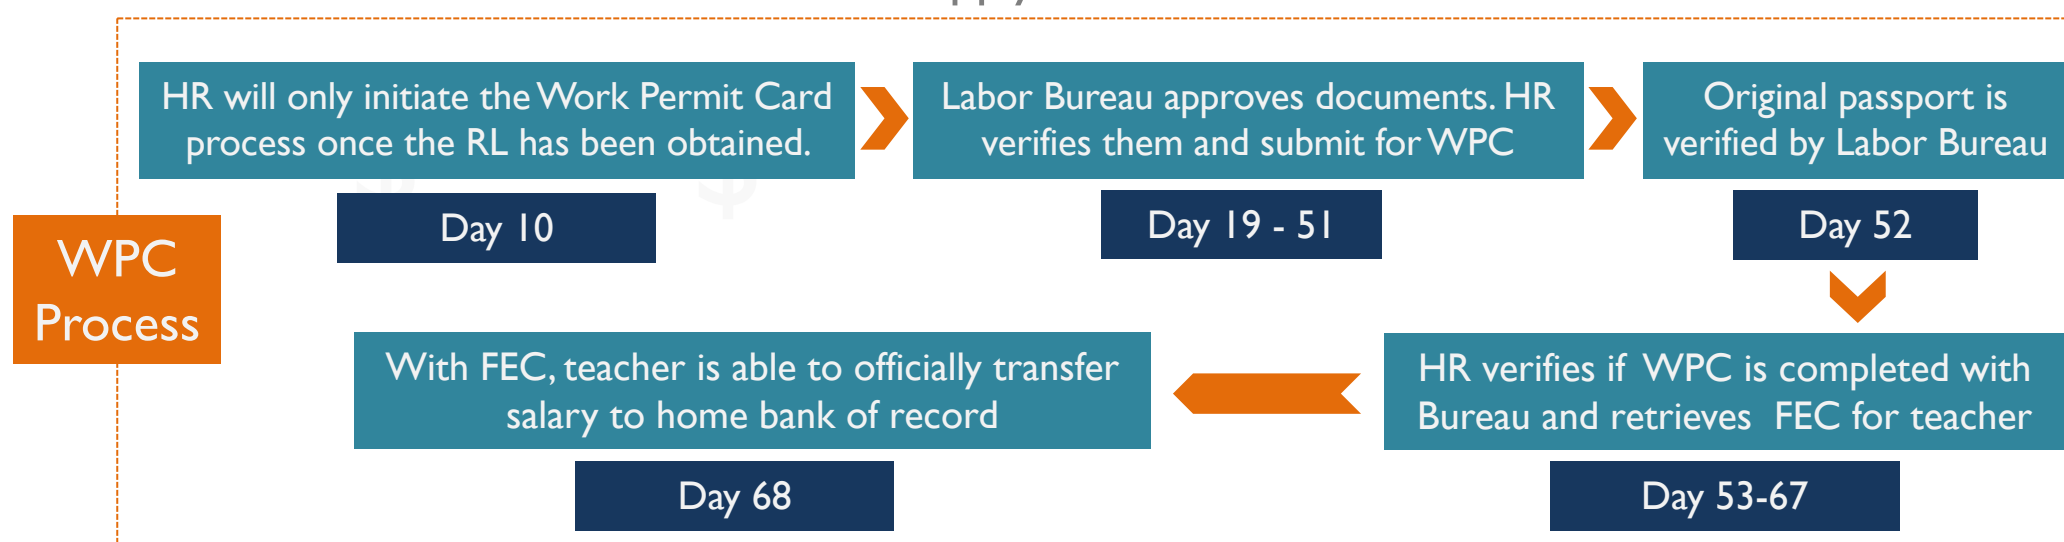 HR will only initiate the Work Permit Card
process once the RL has been obtained.
Day 10
Labor Bureau approves documents. HR
verifies them and submit for WPC
Day 19 - 51
Original passport is
verified by Labor Bureau
Day 52
WPC
Process
HR verifies if WPC is completed with
Bureau and retrieves FEC for teacher
Day 53-67
With FEC, teacher is able to officially transfer
salary to home bank of record
Day 68